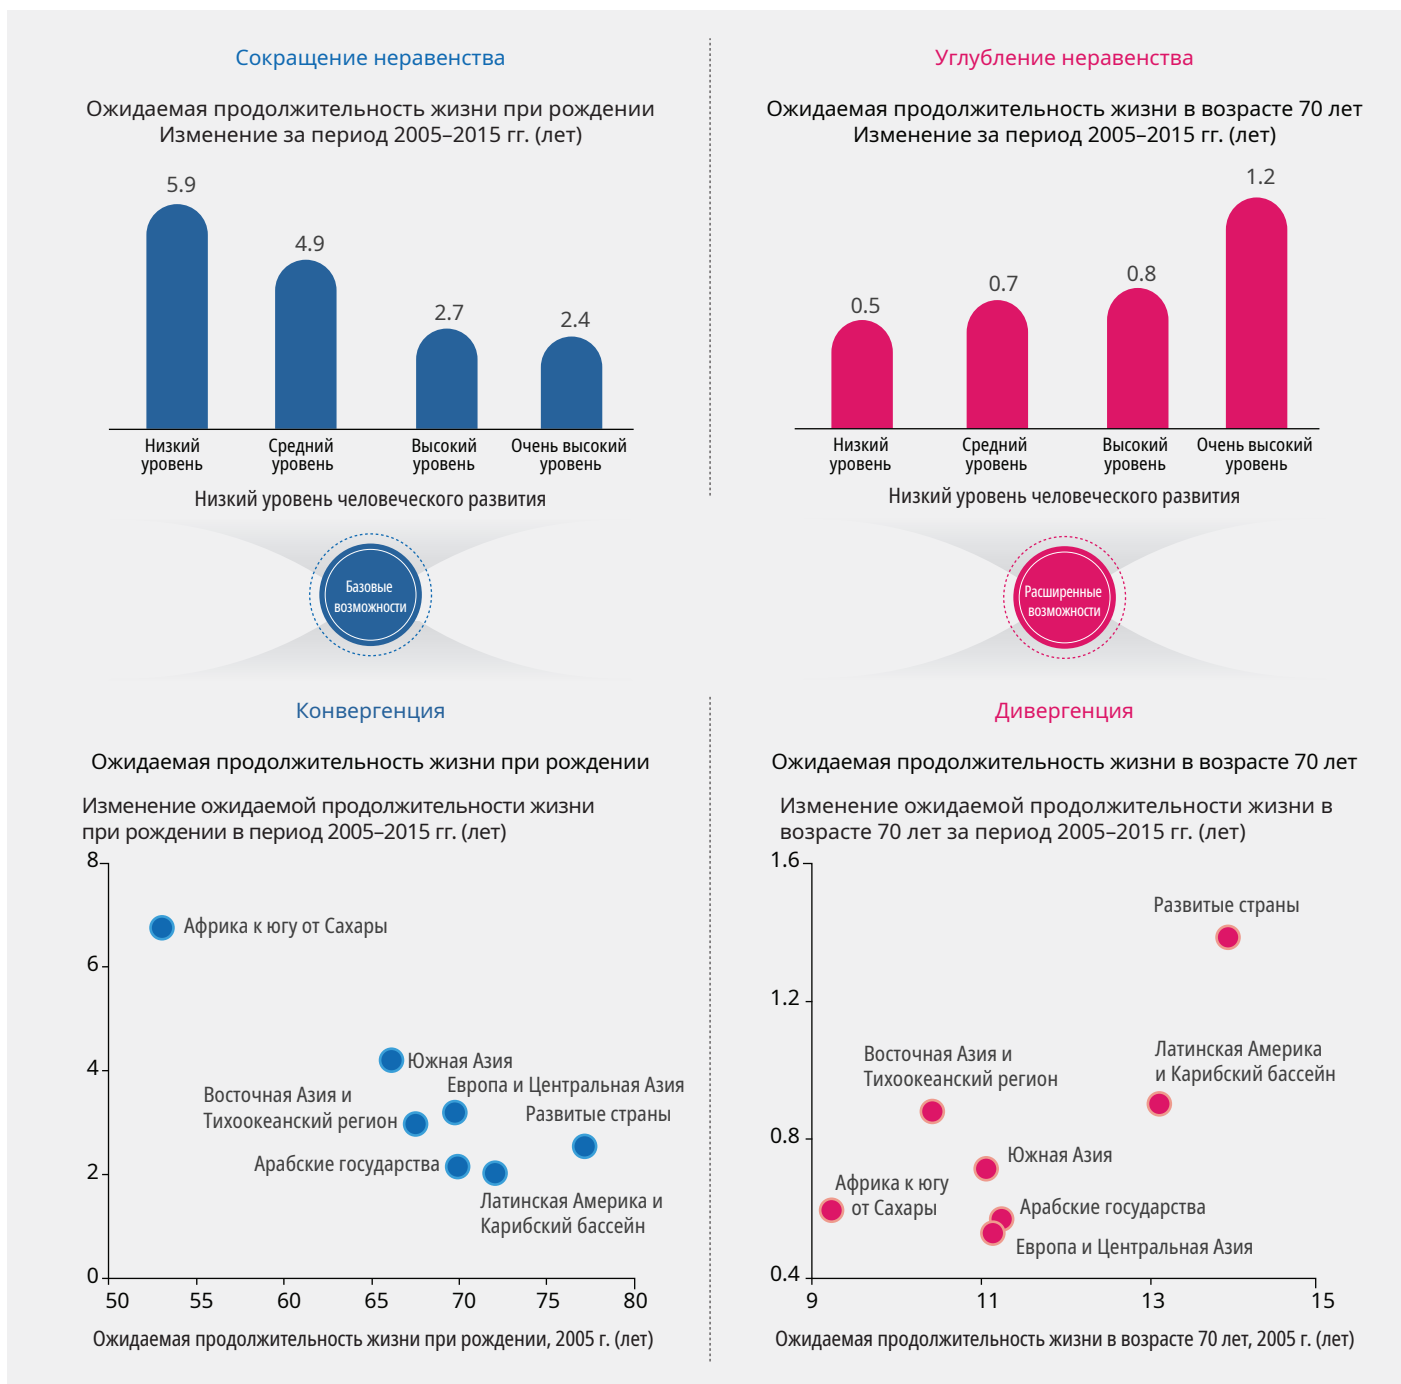 Сокращение неравенства
Ожидаемая продолжительность жизни при рождении
Изменение за период 2005–2015 гг. (лет)
5.9
4.9
2.7
2.4
Низкий
уровень
Средний
уровень
Высокий
уровень
Очень высокий
уровень
Низкий уровень человеческого развития
Углубление неравенства
Ожидаемая продолжительность жизни в возрасте 70 лет
Изменение за период 2005–2015 гг. (лет)
0.5
0.7
0.8
1.2
Низкий
уровень
Средний
уровень
Высокий
уровень
Очень высокий
уровень
Низкий уровень человеческого развития
Базовые
возможности
Расширенные
возможности
Конвергенция
Ожидаемая продолжительность жизни при рождении
Изменение ожидаемой продолжительности жизни
при рождении в период 2005–2015 гг. (лет)
8
6
4
2
0
Африка к югу от Сахары
Южная Азия
Европа и Центральная Азия
Восточная Азия и
Тихоокеанский регион
Развитые страны
Арабские государства
Латинская Америка и
Карибский бассейн
50
55
60
65
70
75
80
Ожидаемая продолжительность жизни при рождении, 2005 г. (лет)
Дивергенция
Ожидаемая продолжительность жизни в возрасте 70 лет
Изменение ожидаемой продолжительности жизни в
возрасте 70 лет за период 2005–2015 гг. (лет)
1.6
1.2
0.8
0.4
Развитые страны
Восточная Азия и
Тихоокеанский регион
Латинская Америка
и Карибский бассейн
Южная Азия
Африка к югу
от Сахары
Арабские государства
Европа и Центральная Азия
9
11
13
15
Ожидаемая продолжительность жизни в возрасте 70 лет, 2005 г. (лет)